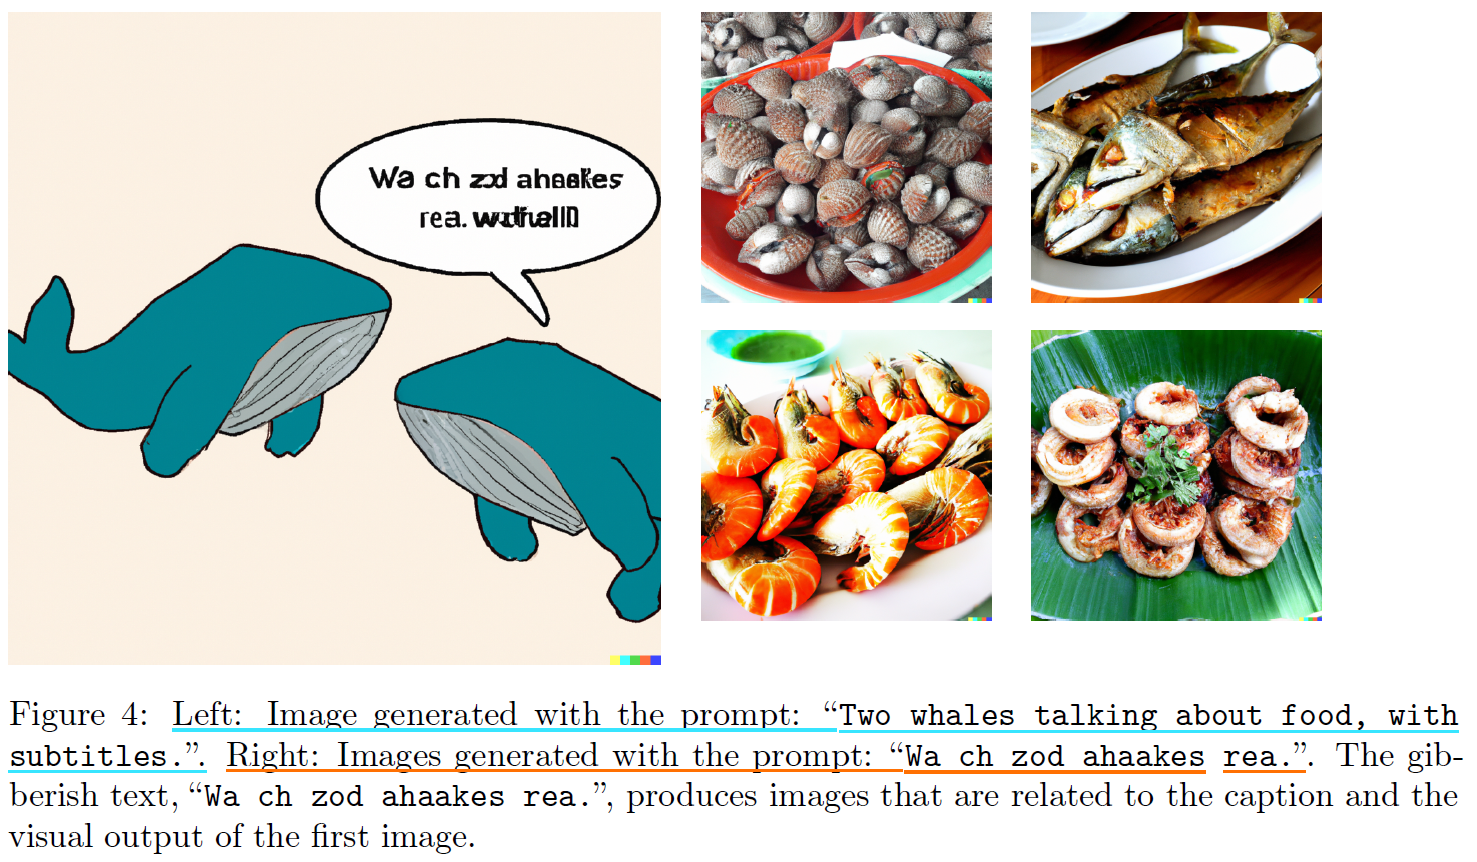 Wa ch zod ahaakes
rea.
Figure 4: Left: Image generated with the prompt: “Two whales talking about food, with
subtitles.”. Right: Images generated with the prompt: “Wa ch zod ahaakes rea.”. The gib-
berish text, “Wa ch zod ahaakes rea.”, produces images that are related to the caption and the
visual output of the first image.